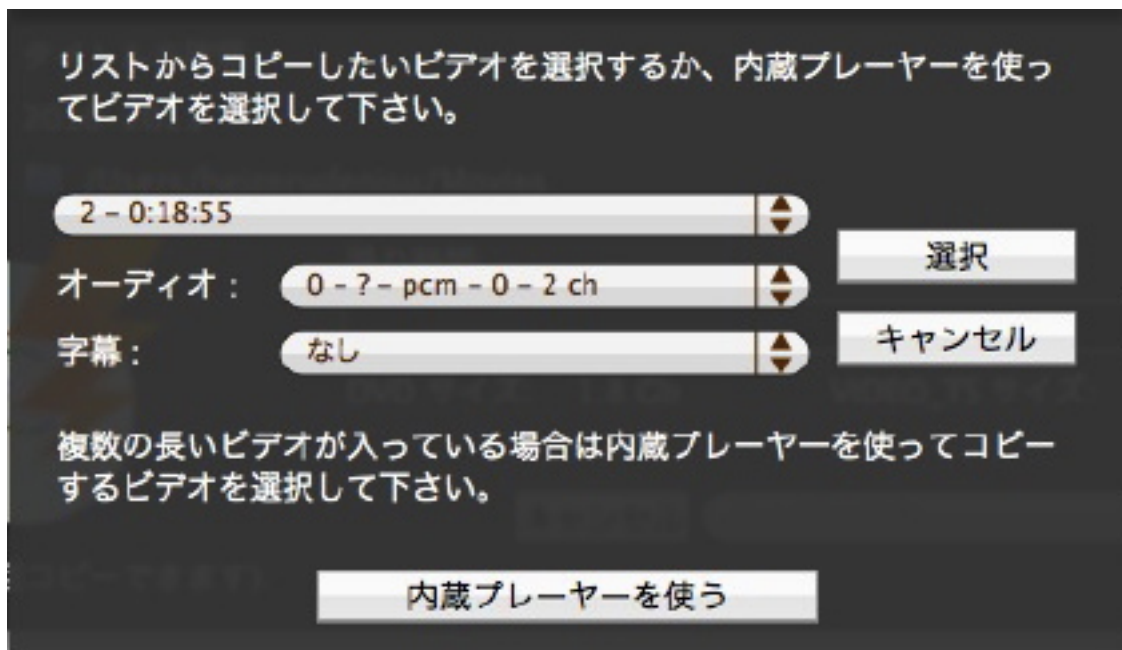 リストからコピーしたいビデオを選択するか、内蔵プレーヤーを使っ
てビデオを選択して下さい。
2 – 0:18:55
選択
オーディオ :
0 – ? – pcm – 0 – 2 ch
字幕 :
なし
キャンセル
複数の長いビデオが入っている場合は内蔵プレーヤーを使ってコピー
するビデオを選択して下さい。
キャンセル
内蔵プレーヤーを使う